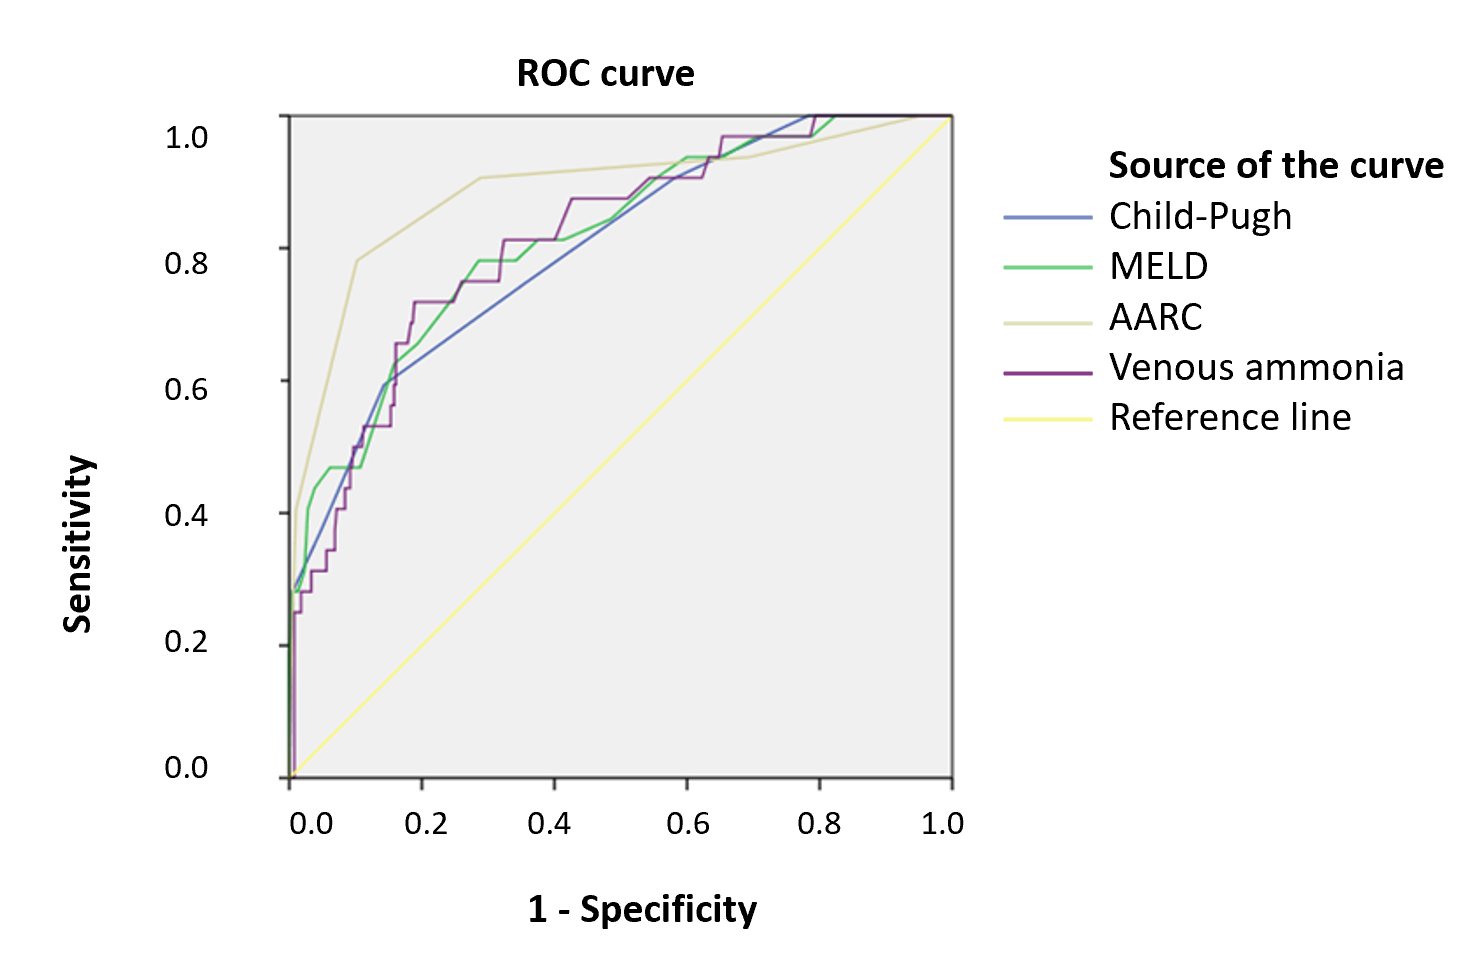 ROC curve
1.0
0.8
0.6
0.4
0.2
0.0
Sensitivity
0.0 0.2 0.4 0.6 0.8 1.0
1 - Specificity
Source of the curve
Child-Pugh
MELD
AARC
Venous ammonia
Reference line